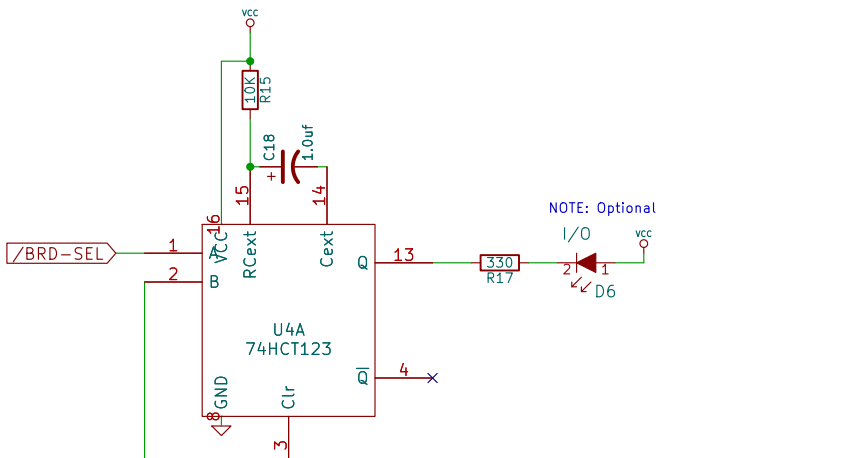 VCC
10K
R15
C18
1.0uf
+
15
14
16
NOTE: Optional
I/O
VCC
/BRD-SEL
1
A
VCC
RCext
Cext
Q
13
330
R17
2
1
D6
2
B
U4A
74HCT123
Q
4
GND
Clr
8
3